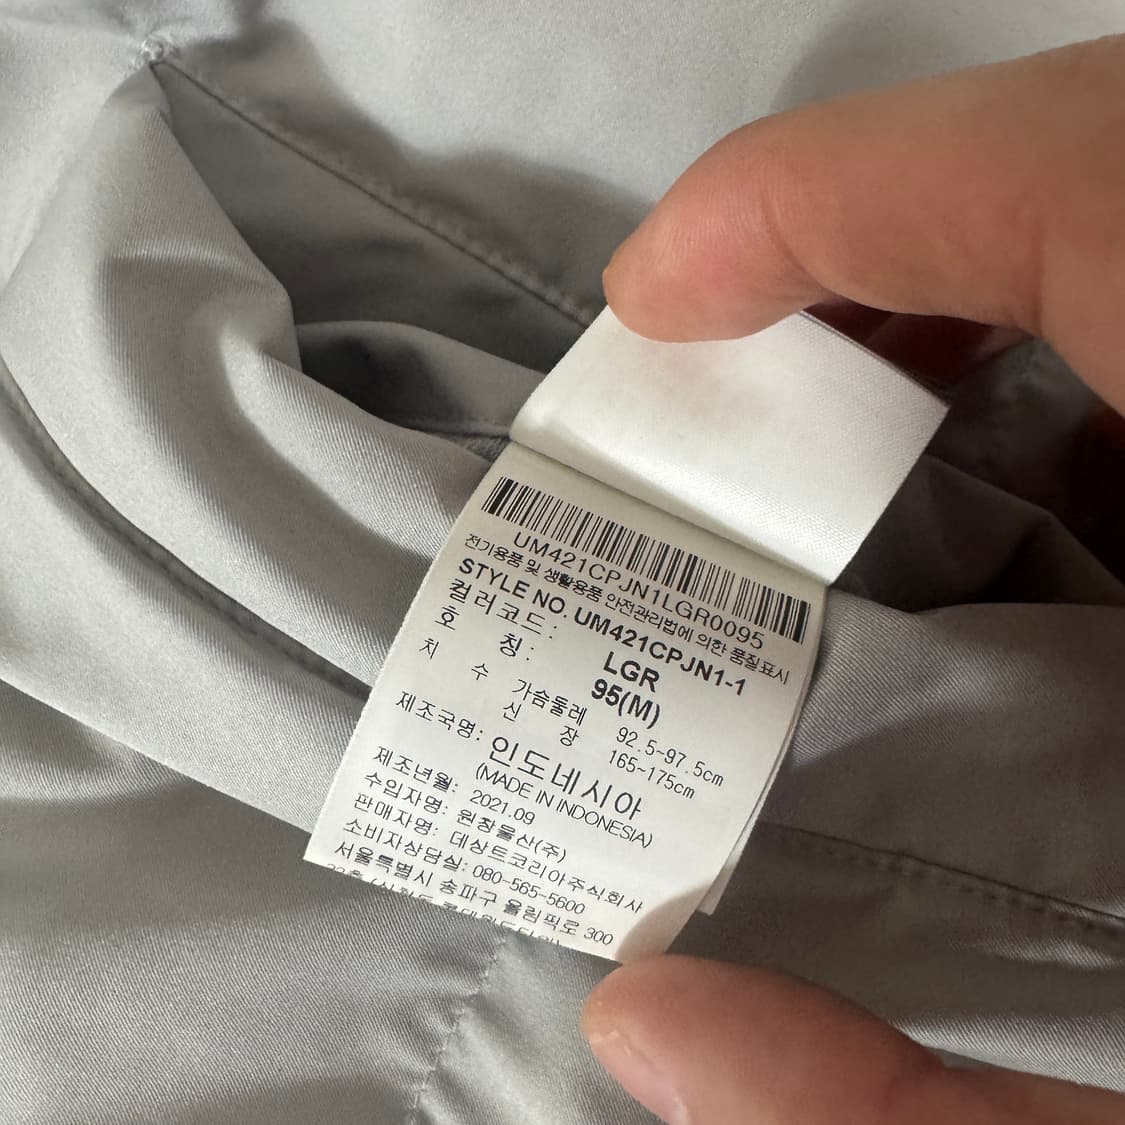 UM421CPJN1LGR0095
전기용품 및 생활용품 안전관리법에 의한 품질표시
STYLE NO. UM421CPJN1-1
컬러코드: LGR
호 칭: 95(M)
치 수 가슴둘레 92.5~97.5cm
신 장 165~175cm
제조국명: 인도네시아
(MADE IN INDONESIA)
제조년월: 2021.09
수입자명: 원창물산(주)
판매자명: 데상트코리아주식회사
소비자상담실: 080-565-5600
서울특별시 송파구 올림픽로 300